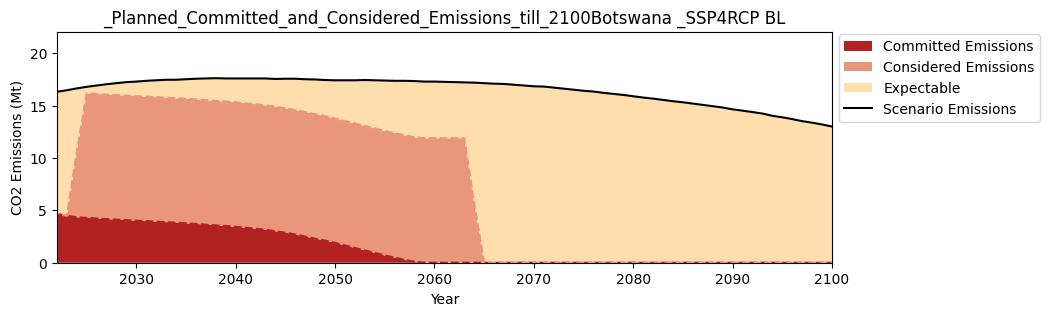 _Planned_Committed_and_Considered_Emissions_till_2100Botswana _SSP4RCP BL
CO2 Emissions (Mt)
20
15
10
5
0
2030 2040 2050 2060 2070 2080 2090 2100
Year
Committed Emissions
Considered Emissions
Expectable
Scenario Emissions